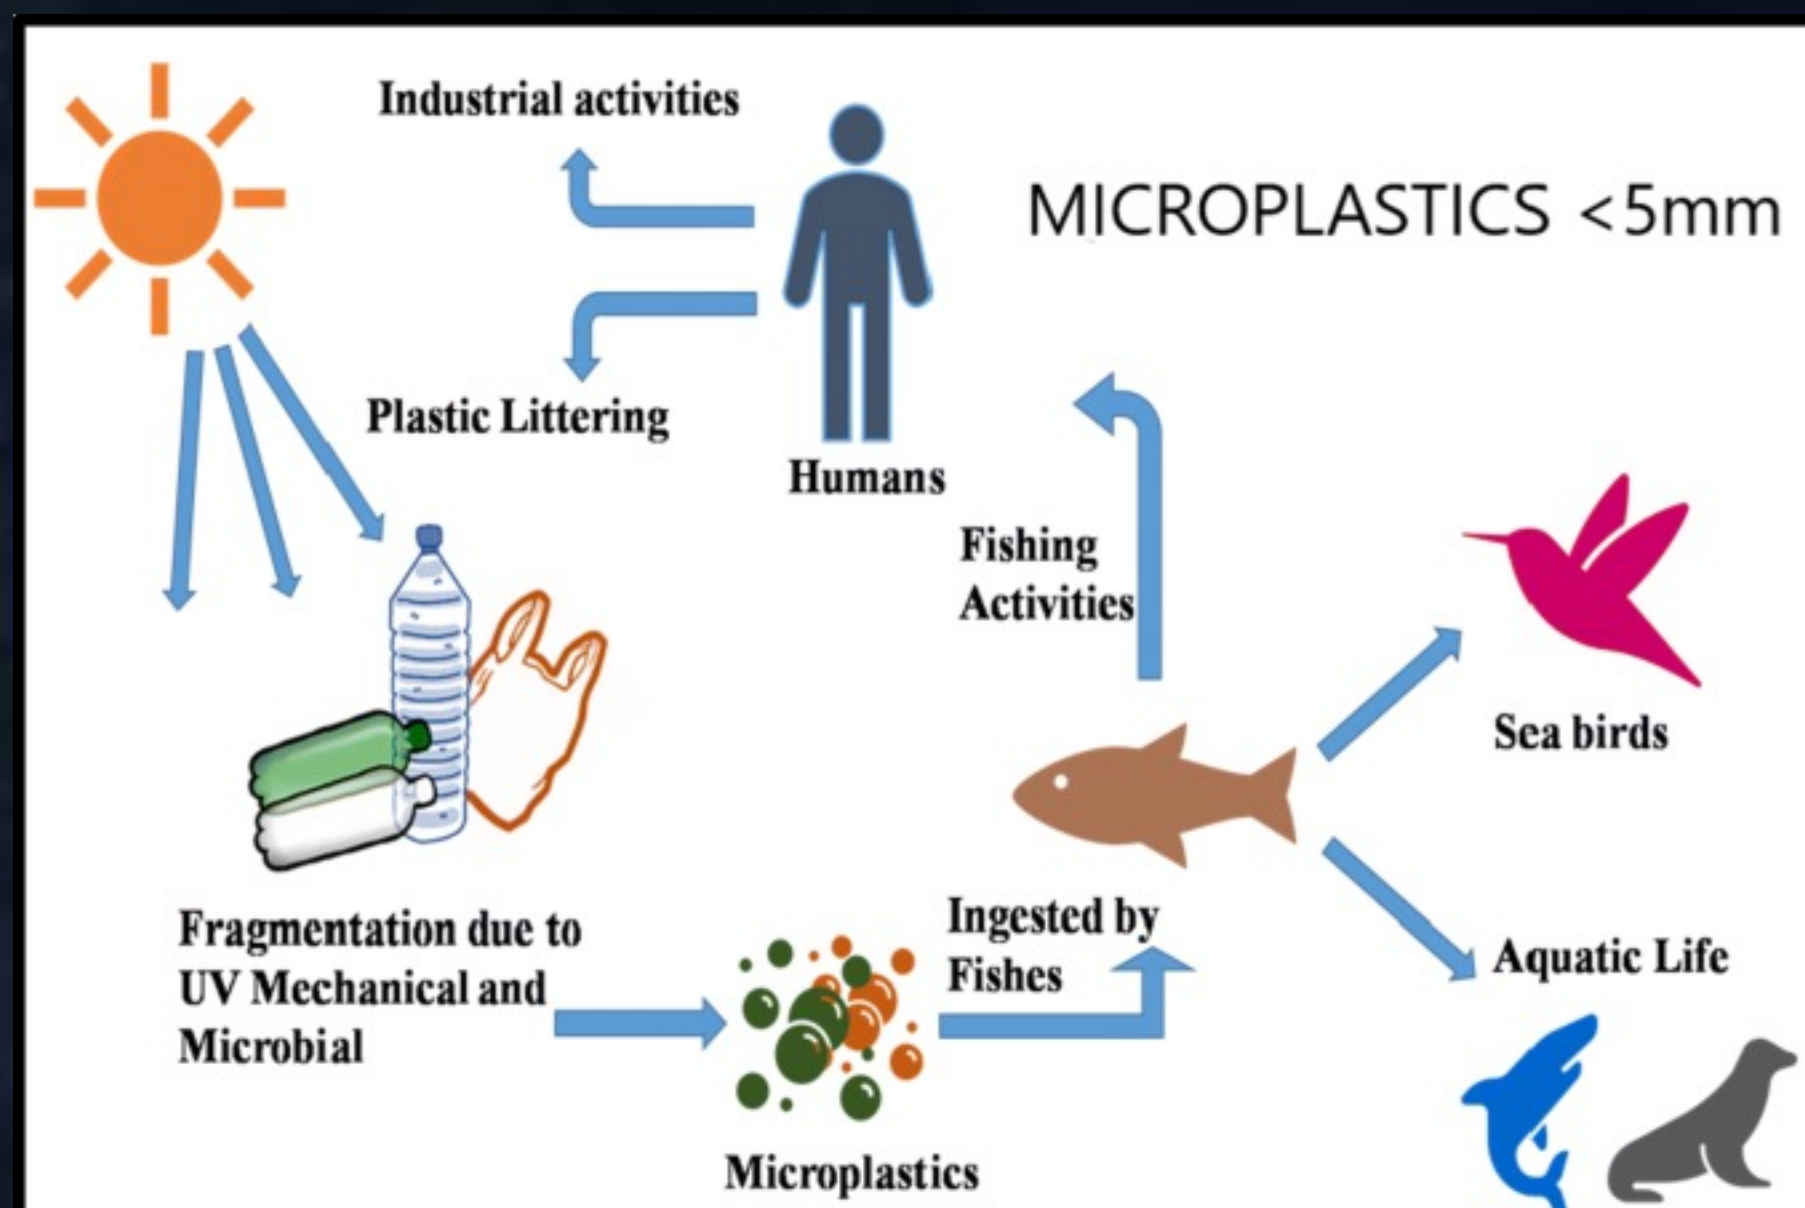 Industrial activities
MICROPLASTICS <5mm
Plastic Littering
Humans
Fishing
Activities
Sea birds
Fragmentation due to
UV Mechanical and
Microbial
Ingested by
Fishes
Aquatic Life
Microplastics